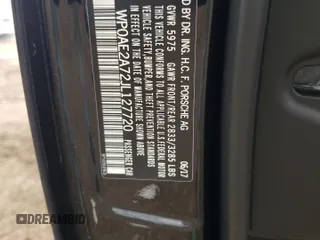 D BY DR. ING. H.C. F. PORSCHE AG
GVWR 5975 GAWR FRONT/REAR 2833/3285 LBS 06/17
THIS VEHICLE CONFORMS TO ALL APPLICABLE U.S. FEDERAL MOTOR
VEHICLE SAFETY, BUMPER, AND THEFT PREVENTION STANDARDS
IN EFFECT ON THE DATE OF MANUFACTURE SHOWN ABOVE.
PASSENGER CAR
DREAMBID